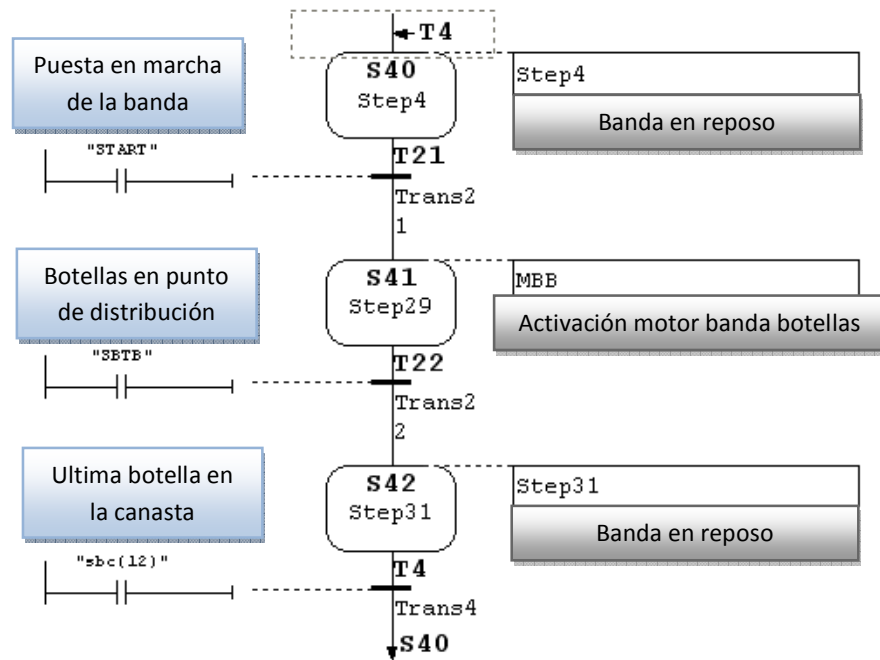 T4
Puesta en marcha
de la banda
S40
Step4
Step4
Banda en reposo
"START"
T21
Trans2
1
Botellas en punto
de distribución
S41
Step29
MBB
Activación motor banda botellas
"SBTB"
T22
Trans2
2
Ultima botella en
la canasta
S42
Step31
Step31
Banda en reposo
"sbc(12)"
T4
Trans4
S40